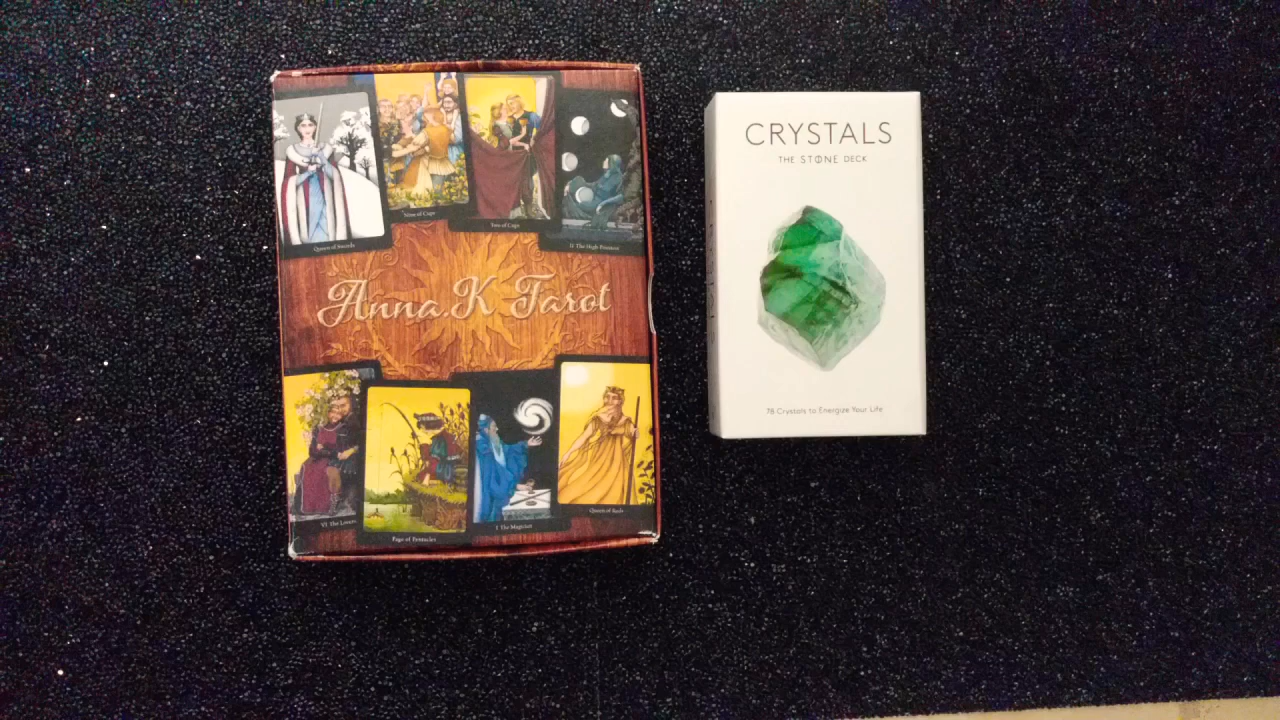 Queen of Swords
Nine of Cups
Two of Cups
II The High Priestess
Anna.K Tarot
VI The Lovers
Page of Pentacles
I The Magician
Queen of Rods
CRYSTALS
THE STONE DECK
78 Crystals to Energize Your Life